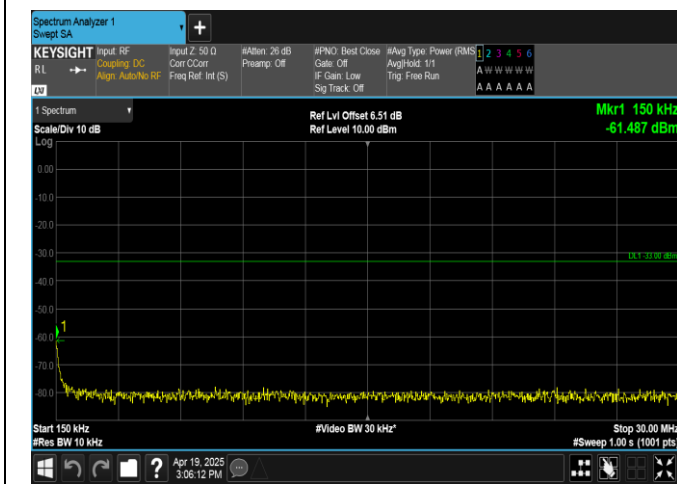 Spectrum Analyzer 1
Swept SA
+
KEYSIGHT Input: RF Input Z: 50 Ω #Atten: 26 dB #PNO: Best Close #Avg Type: Power (RMS 1 2 3 4 5 6
RL Coupling: DC Corr CCorr Preamp: Off Gate: Off Avg|Hold: 1/1 A W W W W W
Align: Auto/No RF Freq Ref: Int (S) IF Gain: Low Trig: Free Run
LXI Sig Track: Off A A A A A A
1 Spectrum Ref Lvl Offset 6.51 dB Mkr1 150 kHz
Scale/Div 10 dB Ref Level 10.00 dBm -61.487 dBm
Log
0.00
-10.0
-20.0
-30.0
DL1 -33.00 dBm
-40.0
-50.0
1
-60.0
-70.0
-80.0
Start 150 kHz #Video BW 30 kHz* Stop 30.00 MHz
#Res BW 10 kHz #Sweep 1.00 s (1001 pts)
? Apr 19, 2025
3:06:12 PM